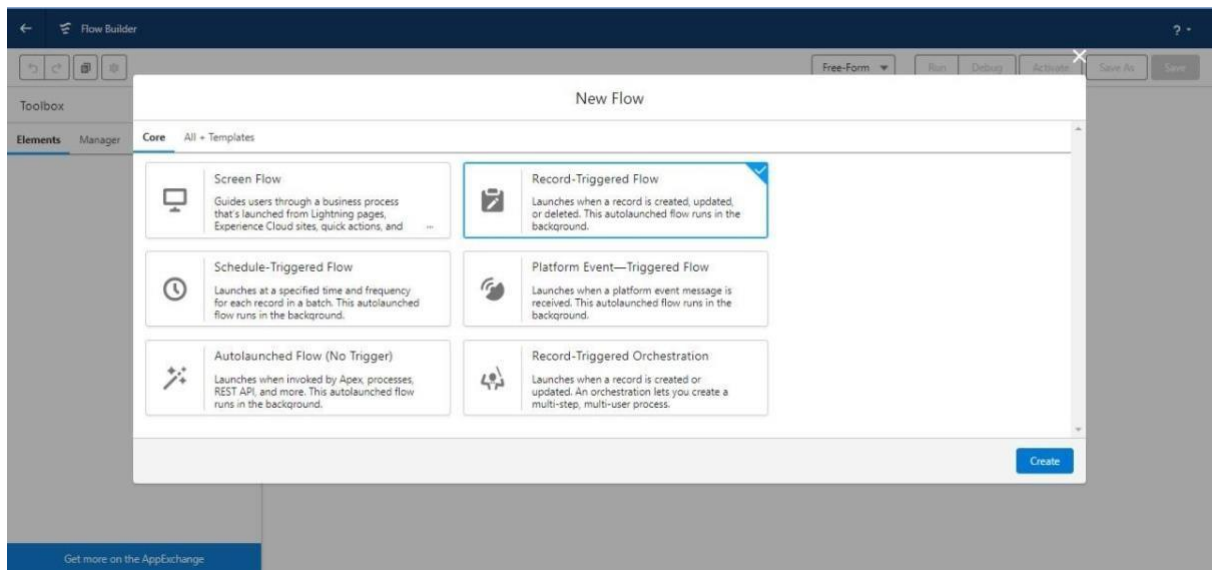 Flow Builder
?
Free-Form
Run
Debug
Activate
Save As
Save
Toolbox
New Flow
Elements
Manager
Core
All + Templates
Screen Flow
Guides users through a business process
that's launched from Lightning pages,
Experience Cloud sites, quick actions, and ...
Record-Triggered Flow
Launches when a record is created, updated,
or deleted. This autolaunched flow runs in the
background.
Schedule-Triggered Flow
Launches at a specified time and frequency
for each record in a batch. This autolaunched
flow runs in the background.
Platform Event—Triggered Flow
Launches when a platform event message is
received. This autolaunched flow runs in the
background.
Autolaunched Flow (No Trigger)
Launches when invoked by Apex, processes,
REST API, and more. This autolaunched flow
runs in the background.
Record-Triggered Orchestration
Launches when a record is created or
updated. An orchestration lets you create a
multi-step, multi-user process.
Create
Get more on the AppExchange